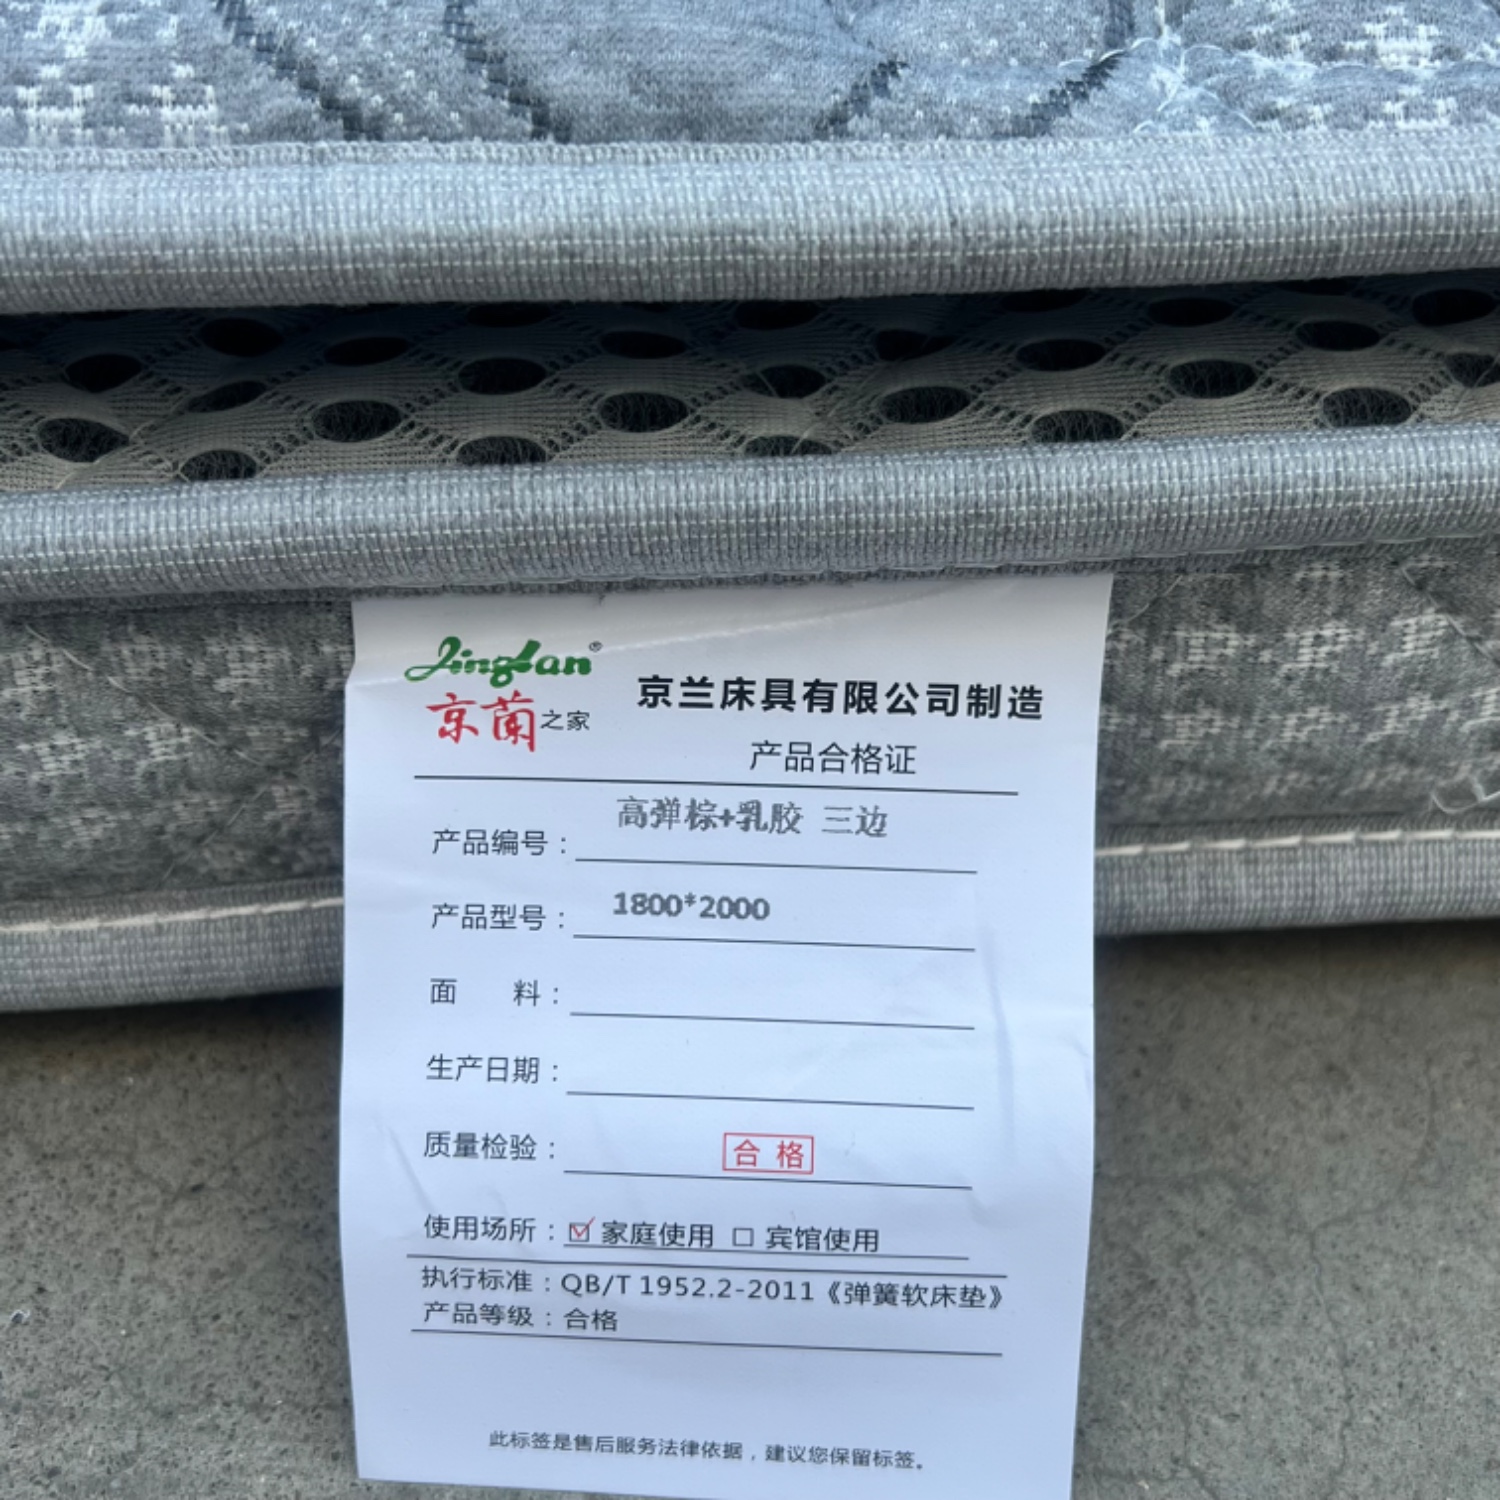 Jinglan®
京蘭之家
京兰床具有限公司制造
产品合格证
产品编号：高弹棕+乳胶 三边
产品型号：1800*2000
面 料：
生产日期：
质量检验：合格
使用场所：☑家庭使用 □宾馆使用
执行标准：QB/T 1952.2-2011《弹簧软床垫》
产品等级：合格
此标签是售后服务法律依据，建议您保留标签。